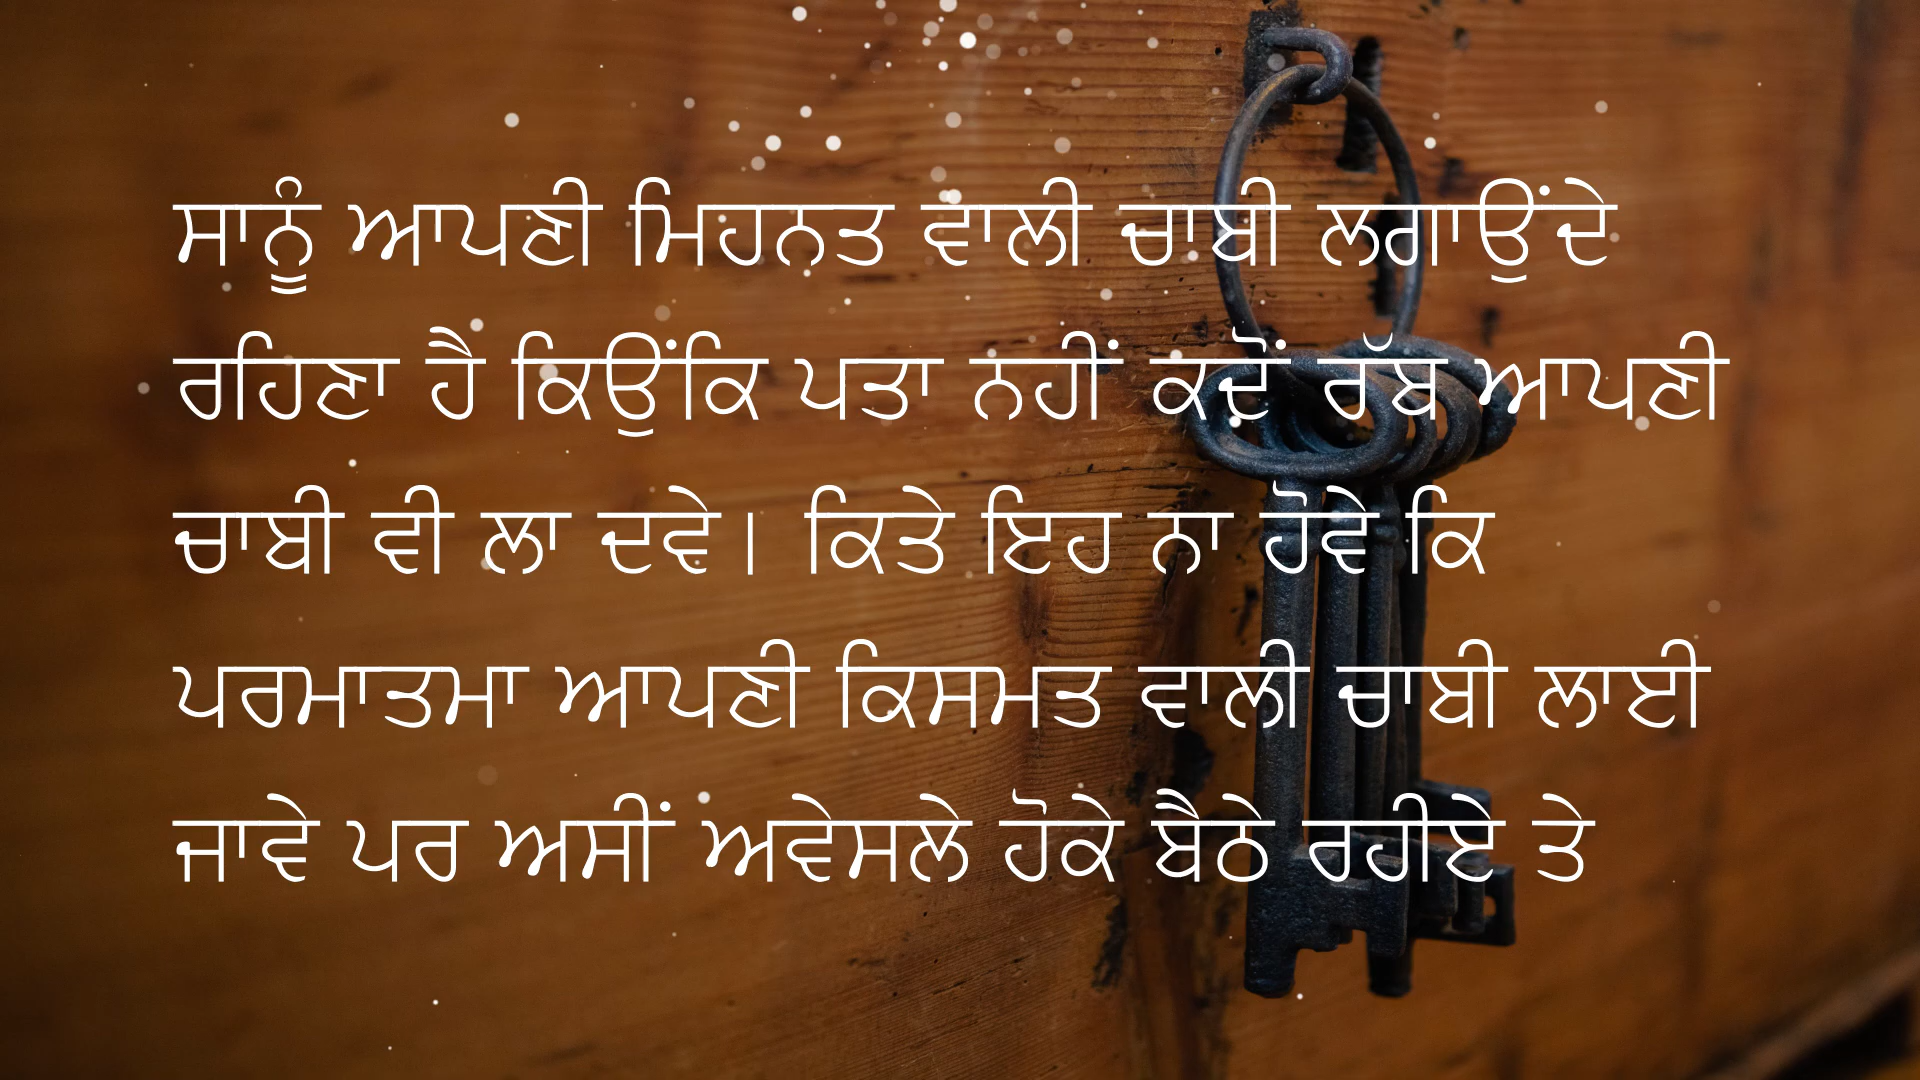 ਸਾਨੂੰ ਆਪਣੀ ਮਿਹਨਤ ਵਾਲੀ ਚਾਬੀ ਲਗਾਉਂਦੇ
ਰਹਿਣਾ ਹੈ ਕਿਉਂਕਿ ਪਤਾ ਨਹੀਂ ਕਦੋਂ ਰੱਬ ਆਪਣੀ
ਚਾਬੀ ਵੀ ਲਾ ਦਵੇ। ਕਿਤੇ ਇਹ ਨਾ ਹੋਵੇ ਕਿ
ਪਰਮਾਤਮਾ ਆਪਣੀ ਕਿਸਮਤ ਵਾਲੀ ਚਾਬੀ ਲਾਈ
ਜਾਵੇ ਪਰ ਅਸੀਂ ਅਵੇਸਲੇ ਹੋਕੇ ਬੈਠੇ ਰਹੀਏ ਤੇ